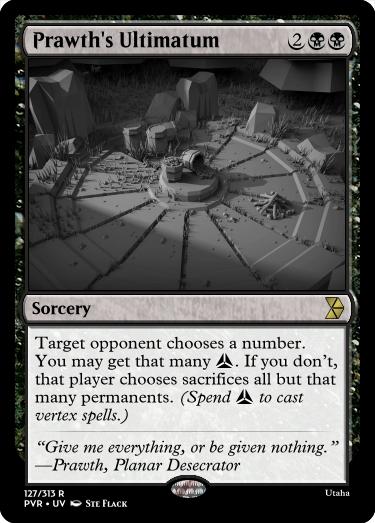 Prawth's Ultimatum 2
Sorcery
Target opponent chooses a number.
You may get that many. If you don't,
that player chooses sacrifices all but that
many permanents. (Spend to cast
vertex spells.)
“Give me everything, or be given nothing.”
—Prawth, Planar Desecrator
127/313 R
PVR • UV Ste Flack
Utaha